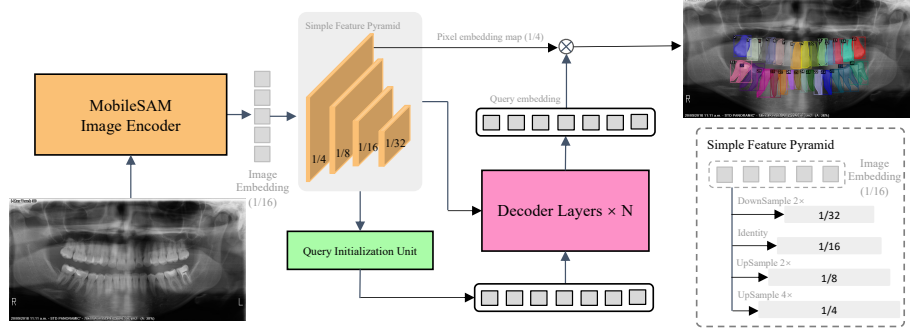 Simple Feature Pyramid
Pixel embedding map (1/4)
MobileSAM
Image Encoder
1/4
1/8
1/16
1/32
Image
Embedding
(1/16)
Query embedding
Decoder Layers × N
Query Initialization Unit
R
L
R
Simple Feature Pyramid
Image
Embedding
(1/16)
DownSample 2×
1/32
Identity
1/16
UpSample 2×
1/8
UpSample 4×
1/4